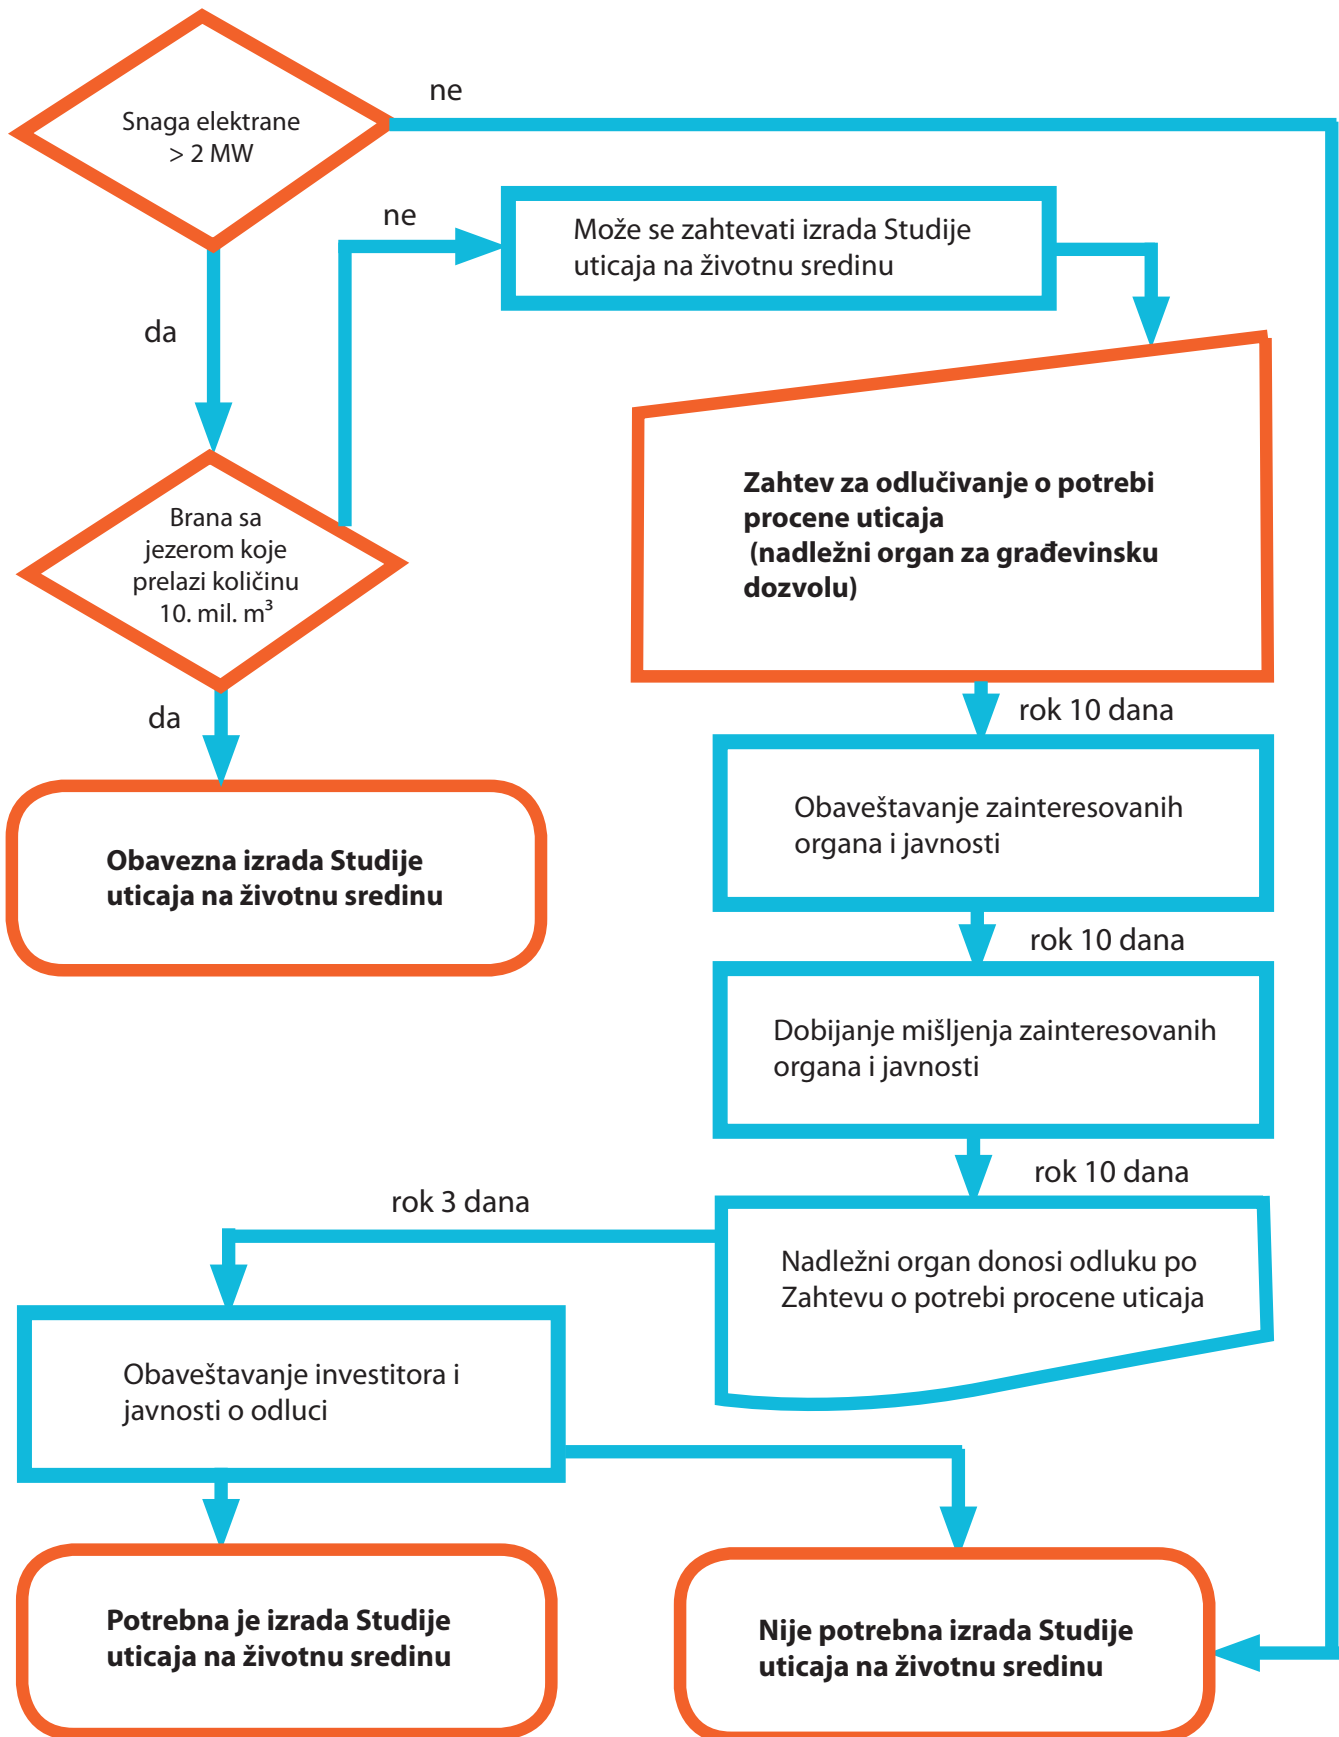 ne
Snaga elektrane
> 2 MW
ne
Može se zahtevati izrada Studije
uticaja na životnu sredinu
da
Zahtev za odlučivanje o potrebi
procene uticaja
(nadležni organ za građevinsku
dozvolu)
Brana sa
jezerom koje
prelazi količinu
10. mil. m³
rok 10 dana
da
Obaveštavanje zainteresovanih
organa i javnosti
Obavezna izrada Studije
uticaja na životnu sredinu
rok 10 dana
Dobijanje mišljenja zainteresovanih
organa i javnosti
rok 10 dana
rok 3 dana
Nadležni organ donosi odluku po
Zahtevu o potrebi procene uticaja
Obaveštavanje investitora i
javnosti o odluci
Potrebna je izrada Studije
uticaja na životnu sredinu
Nije potrebna izrada Studije
uticaja na životnu sredinu